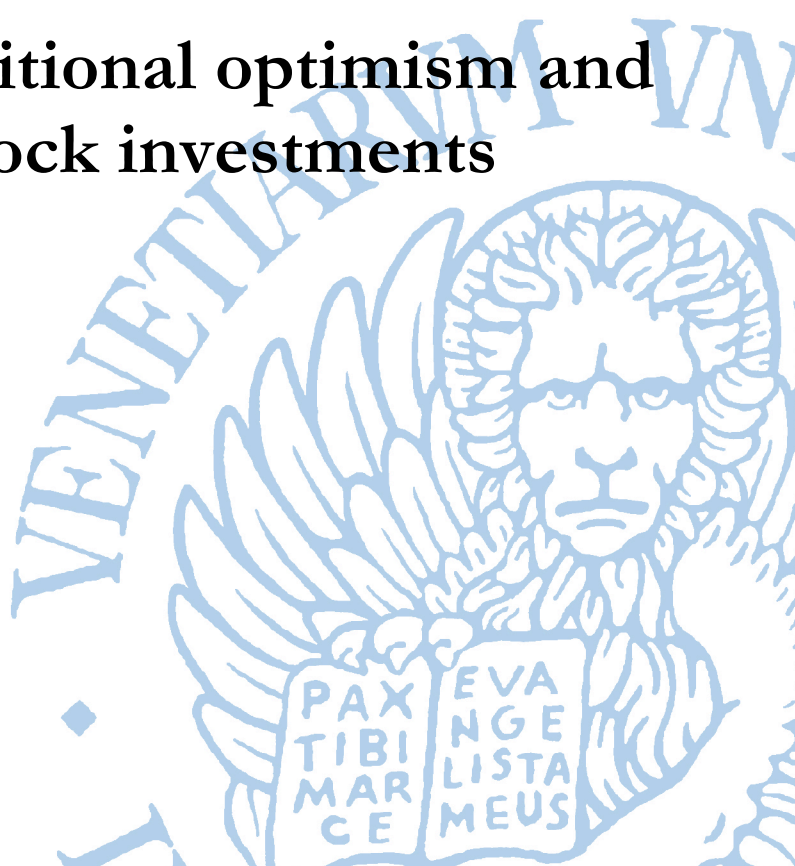 itional optimism and
ock investments
VENETIARVM VN
PAX
TIBI
MAR
CE
EVA
NGE
LISTA
MEUS